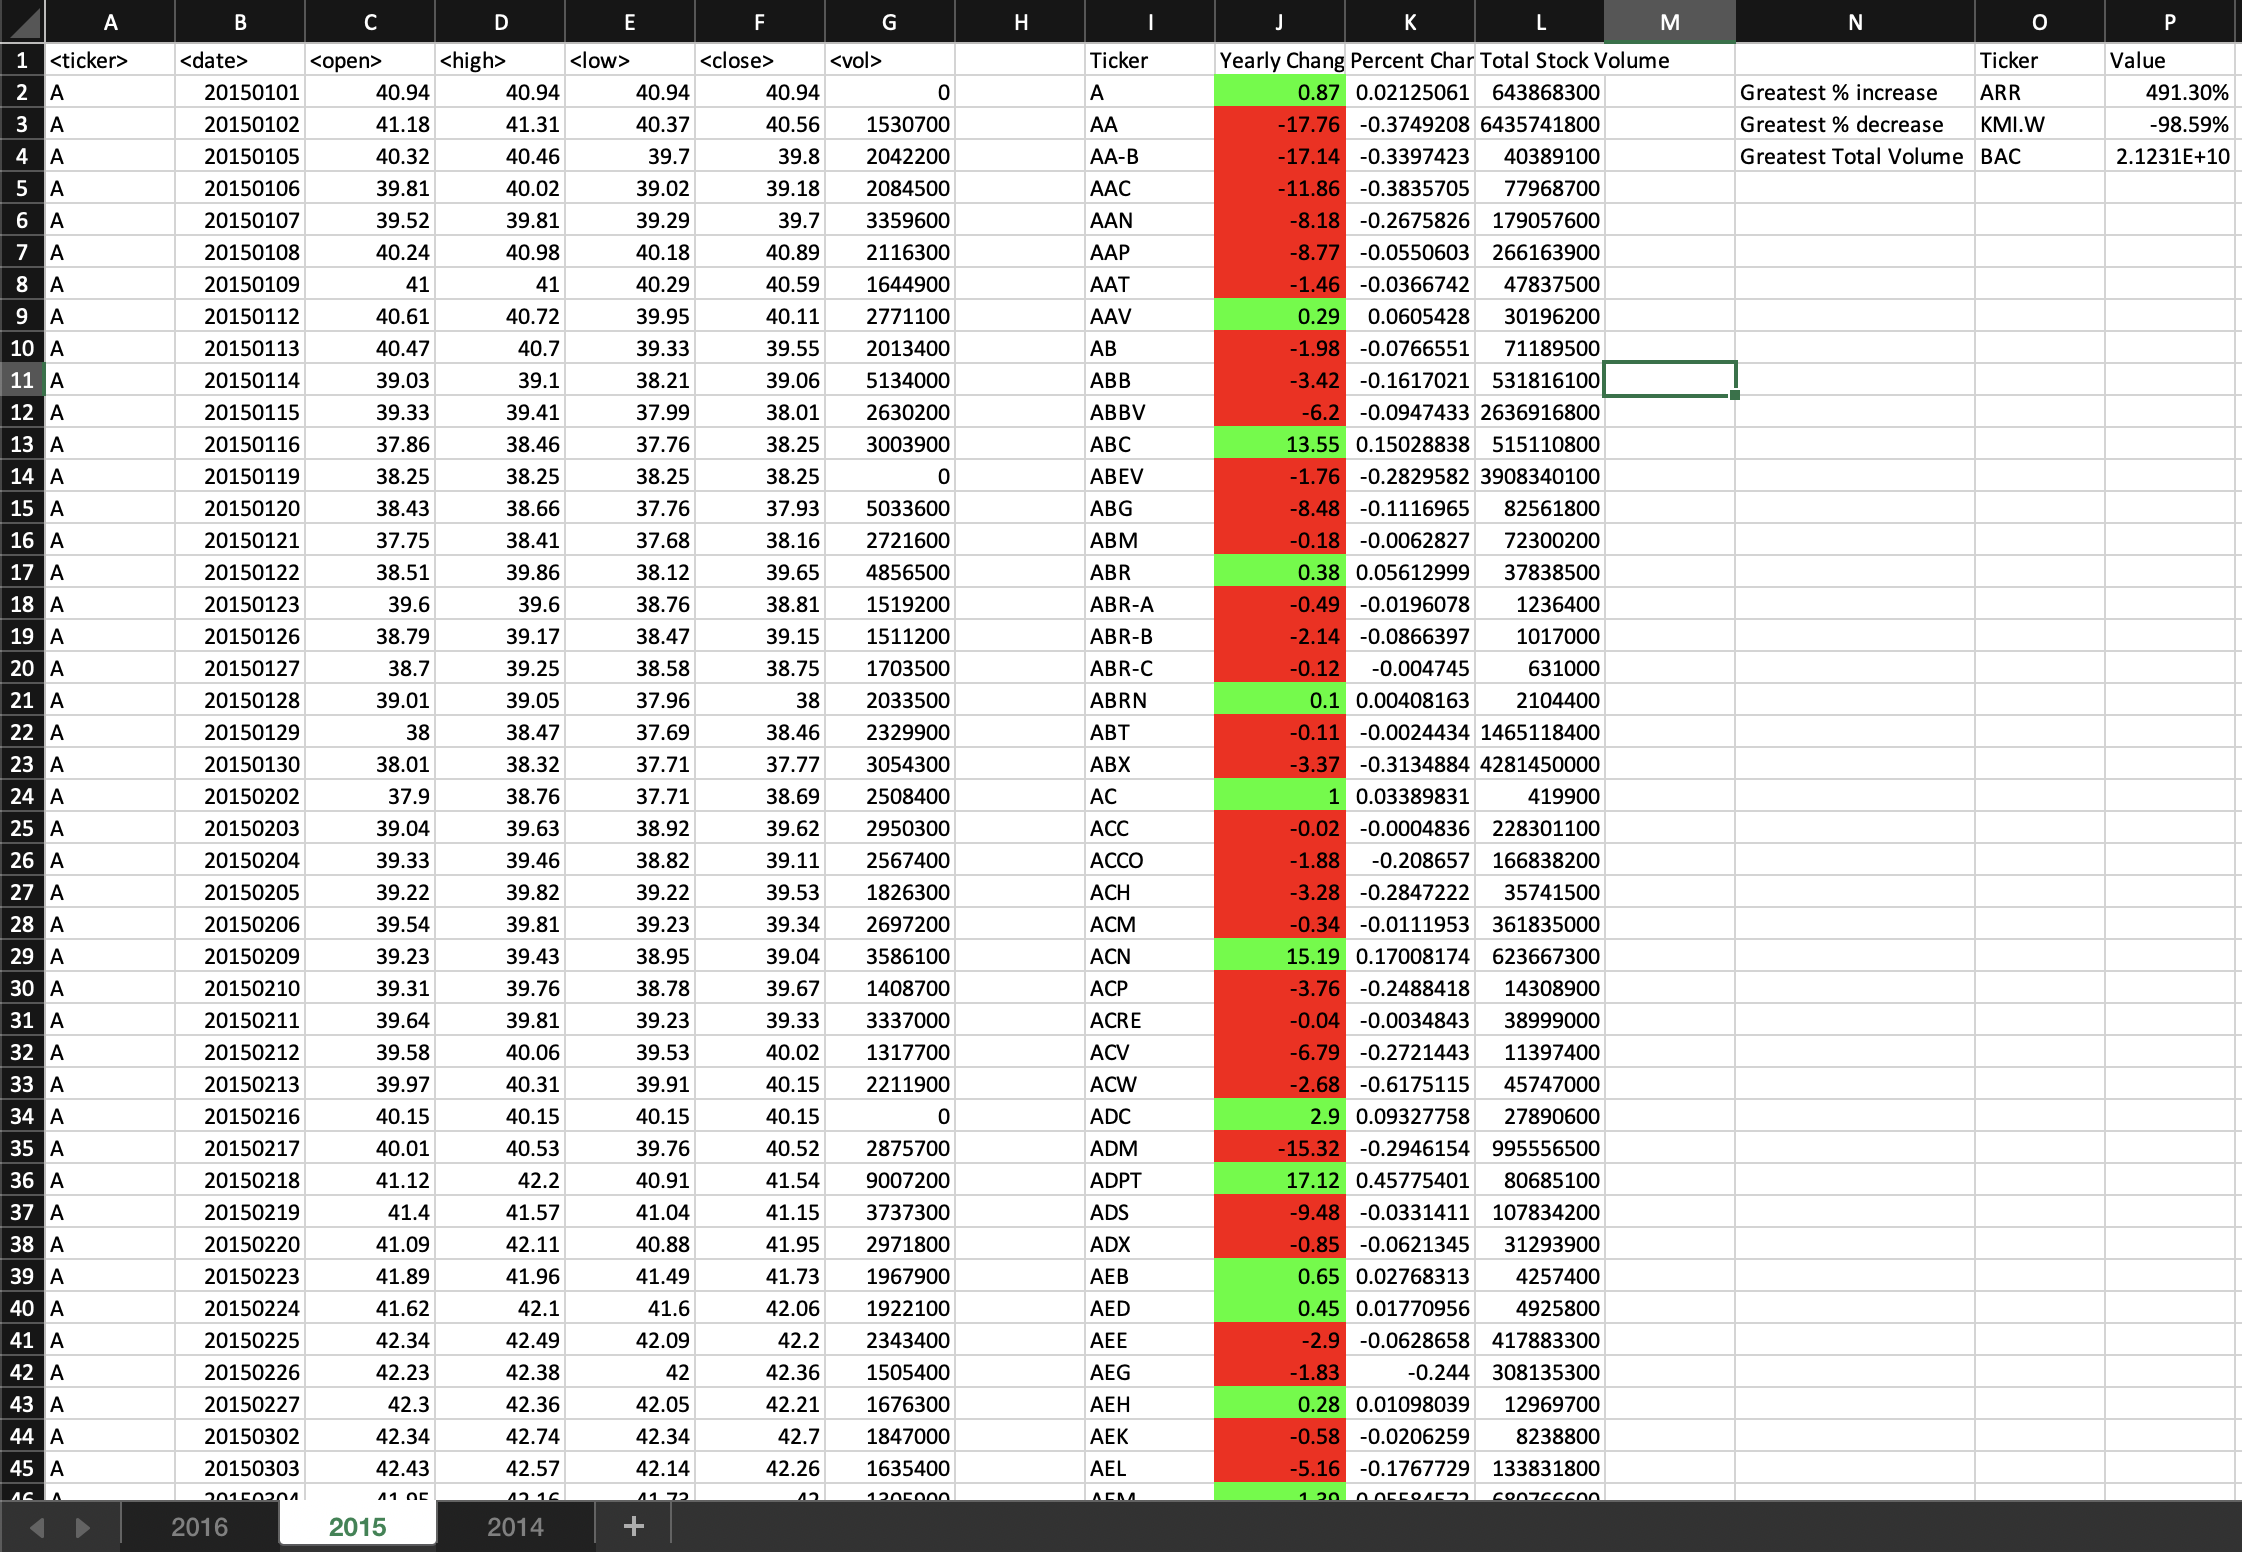 A B C D E F G H I J K L M N O P
1 <ticker> <date> <open> <high> <low> <close> <vol> Ticker Yearly Chang Percent Char Total Stock Volume Ticker Value
2 A 20150101 40.94 40.94 40.94 40.94 0 A 0.87 0.02125061 643868300 Greatest % increase ARR 491.30%
3 A 20150102 41.18 41.31 40.37 40.56 1530700 AA -17.76 -0.3749208 6435741800 Greatest % decrease KMI.W -98.59%
4 A 20150105 40.32 40.46 39.7 39.8 2042200 AA-B -17.14 -0.3397423 40389100 Greatest Total Volume BAC 2.1231E+10
5 A 20150106 39.81 40.02 39.02 39.18 2084500 AAC -11.86 -0.3835705 77968700
6 A 20150107 39.52 39.81 39.29 39.7 3359600 AAN -8.18 -0.2675826 179057600
7 A 20150108 40.24 40.98 40.18 40.89 2116300 AAP -8.77 -0.0550603 266163900
8 A 20150109 41 41 40.29 40.59 1644900 AAT -1.46 -0.0366742 47837500
9 A 20150112 40.61 40.72 39.95 40.11 2771100 AAV 0.29 0.0605428 30196200
10 A 20150113 40.47 40.7 39.33 39.55 2013400 AB -1.98 -0.0766551 71189500
11 A 20150114 39.03 39.1 38.21 39.06 5134000 ABB -3.42 -0.1617021 531816100
12 A 20150115 39.33 39.41 37.99 38.01 2630200 ABBV -6.2 -0.0947433 2636916800
13 A 20150116 37.86 38.46 37.76 38.25 3003900 ABC 13.55 0.15028838 515110800
14 A 20150119 38.25 38.25 38.25 38.25 0 ABEV -1.76 -0.2829582 3908340100
15 A 20150120 38.43 38.66 37.76 37.93 5033600 ABG -8.48 -0.1116965 82561800
16 A 20150121 37.75 38.41 37.68 38.16 2721600 ABM -0.18 -0.0062827 72300200
17 A 20150122 38.51 39.86 38.12 39.65 4856500 ABR 0.38 0.05612999 37838500
18 A 20150123 39.6 39.6 38.76 38.81 1519200 ABR-A -0.49 -0.0196078 1236400
19 A 20150126 38.79 39.17 38.47 39.15 1511200 ABR-B -2.14 -0.0866397 1017000
20 A 20150127 38.7 39.25 38.58 38.75 1703500 ABR-C -0.12 -0.004745 631000
21 A 20150128 39.01 39.05 37.96 38 2033500 ABRN 0.1 0.00408163 2104400
22 A 20150129 38 38.47 37.69 38.46 2329900 ABT -0.11 -0.0024434 1465118400
23 A 20150130 38.01 38.32 37.71 37.77 3054300 ABX -3.37 -0.3134884 4281450000
24 A 20150202 37.9 38.76 37.71 38.69 2508400 AC 1 0.03389831 419900
25 A 20150203 39.04 39.63 38.92 39.62 2950300 ACC -0.02 -0.0004836 228301100
26 A 20150204 39.33 39.46 38.82 39.11 2567400 ACCO -1.88 -0.208657 166838200
27 A 20150205 39.22 39.82 39.22 39.53 1826300 ACH -3.28 -0.2847222 35741500
28 A 20150206 39.54 39.81 39.23 39.34 2697200 ACM -0.34 -0.0111953 361835000
29 A 20150209 39.23 39.43 38.95 39.04 3586100 ACN 15.19 0.17008174 623667300
30 A 20150210 39.31 39.76 38.78 39.67 1408700 ACP -3.76 -0.2488418 14308900
31 A 20150211 39.64 39.81 39.23 39.33 3337000 ACRE -0.04 -0.0034843 38999000
32 A 20150212 39.58 40.06 39.53 40.02 1317700 ACV -6.79 -0.2721443 11397400
33 A 20150213 39.97 40.31 39.91 40.15 2211900 ACW -2.68 -0.6175115 45747000
34 A 20150216 40.15 40.15 40.15 40.15 0 ADC 2.9 0.09327758 27890600
35 A 20150217 40.01 40.53 39.76 40.52 2875700 ADM -15.32 -0.2946154 995556500
36 A 20150218 41.12 42.2 40.91 41.54 9007200 ADPT 17.12 0.45775401 80685100
37 A 20150219 41.4 41.57 41.04 41.15 3737300 ADS -9.48 -0.0331411 107834200
38 A 20150220 41.09 42.11 40.88 41.95 2971800 ADX -0.85 -0.0621345 31293900
39 A 20150223 41.89 41.96 41.49 41.73 1967900 AEB 0.65 0.02768313 4257400
40 A 20150224 41.62 42.1 41.6 42.06 1922100 AED 0.45 0.01770956 4925800
41 A 20150225 42.34 42.49 42.09 42.2 2343400 AEE -2.9 -0.0628658 417883300
42 A 20150226 42.23 42.38 42 42.36 1505400 AEG -1.83 -0.244 308135300
43 A 20150227 42.3 42.36 42.05 42.21 1676300 AEH 0.28 0.01098039 12969700
44 A 20150302 42.34 42.74 42.34 42.7 1847000 AEK -0.58 -0.0206259 8238800
45 A 20150303 42.43 42.57 42.14 42.26 1635400 AEL -5.16 -0.1767729 133831800
46 A 20150304 41.95 42.16 41.73 42 AEM 1.39
2016 2015 2014 +